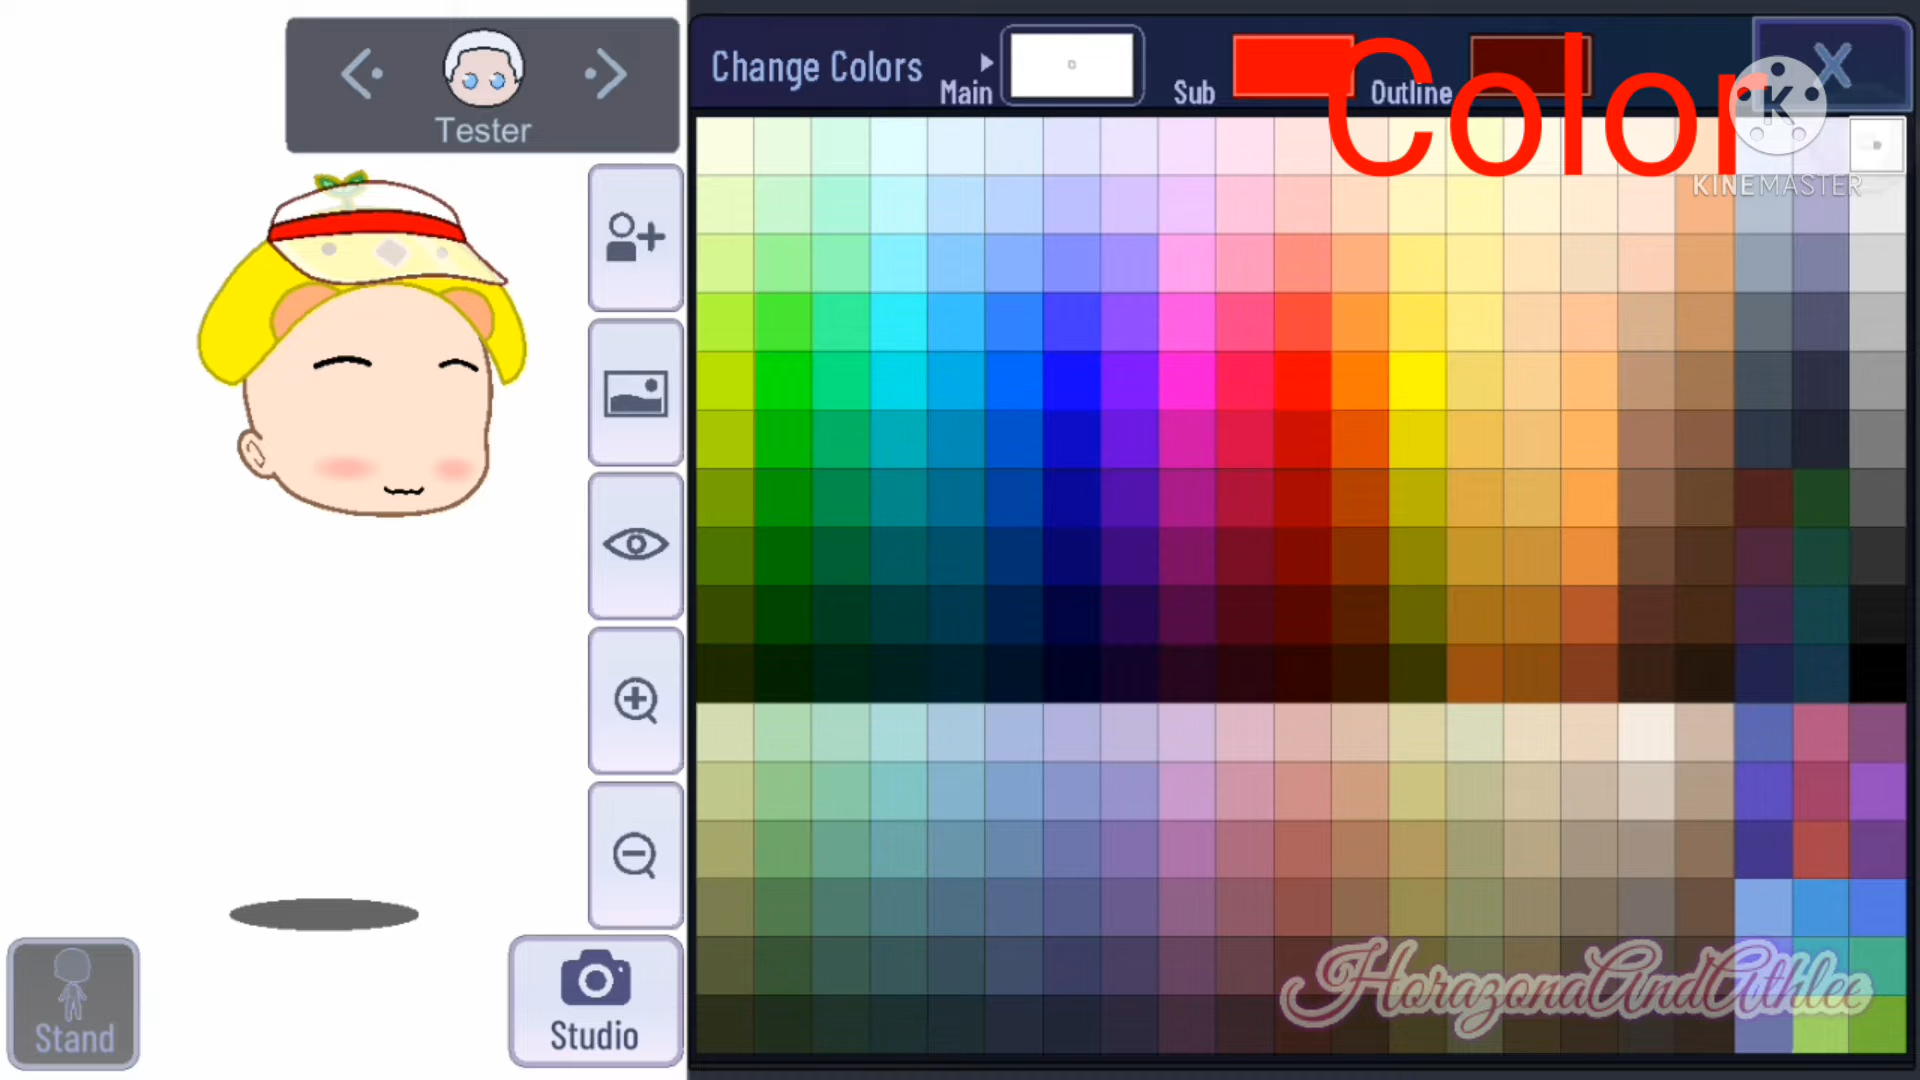 Change Colors
Main
Sub
Outline
Color
X
K
KINEMASTER
Tester
Stand
Studio
HorazonaAndAthlee